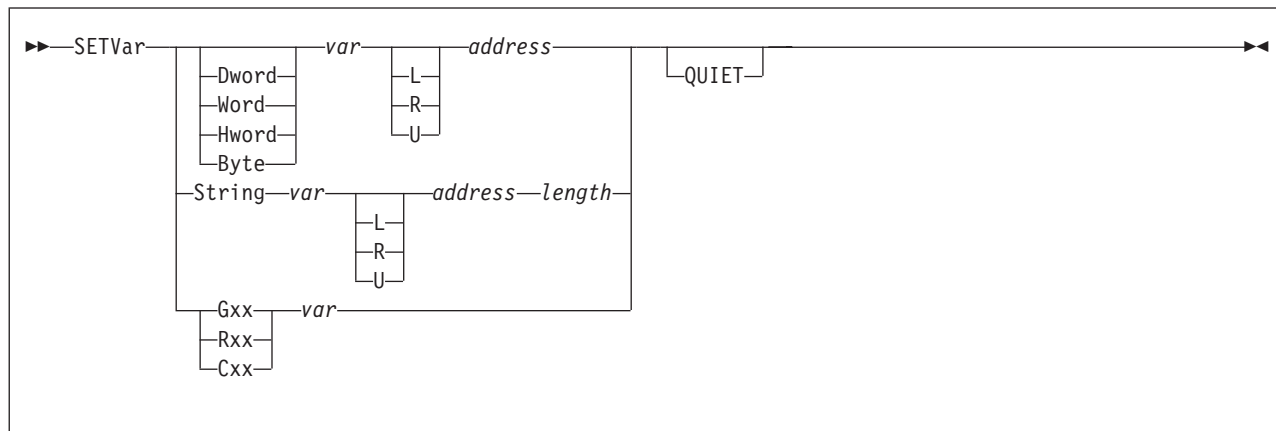 ►►─SETVar─ var address ─►◄
Dword L QUIET
Word R
Hword U
Byte
String var address length
L
R
U
Gxx var
Rxx
Cxx